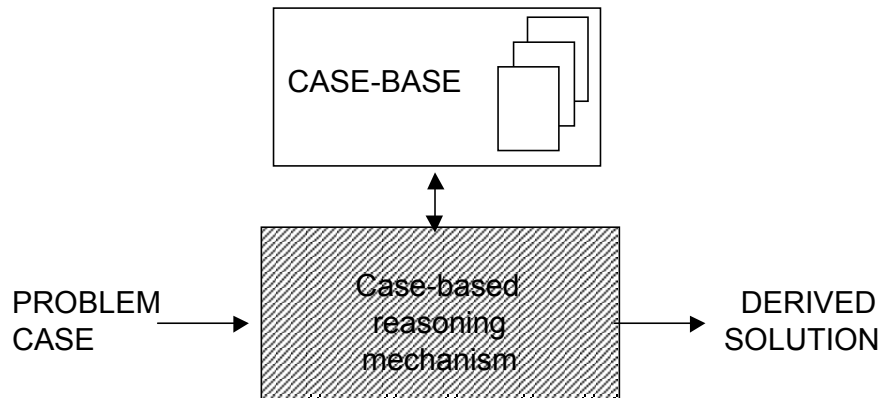 CASE-BASE
Case-based
reasoning
mechanism
PROBLEM
CASE
DERIVED
SOLUTION